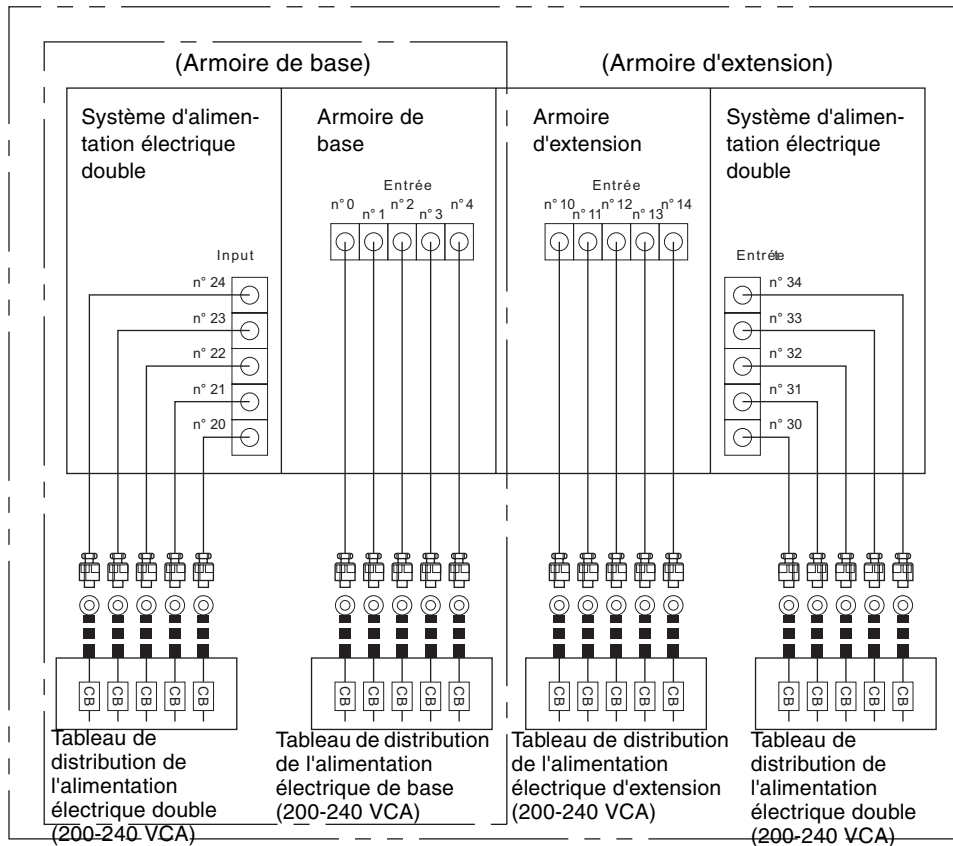 (Armoire de base)
(Armoire d'extension)
Système d'alimen-
tation électrique
double
Armoire de
base
Armoire
d'extension
Système d'alimen-
tation électrique
double
Entrée
n° 0
n° 1
n° 2
n° 3
n° 4
Entrée
n° 10
n° 11
n° 12
n° 13
n° 14
Input
n° 24
n° 23
n° 22
n° 21
n° 20
Entrée
n° 34
n° 33
n° 32
n° 31
n° 30
CB CB CB CB CB
CB CB CB CB CB
CB CB CB CB CB
CB CB CB CB CB
Tableau de
distribution de
l'alimentation
électrique double
(200-240 VCA)
Tableau de distribution
de l'alimentation
électrique de base
(200-240 VCA)
Tableau de distribution
de l'alimentation
électrique d'extension
(200-240 VCA)
Tableau de
distribution de
l'alimentation
électrique double
(200-240 VCA)